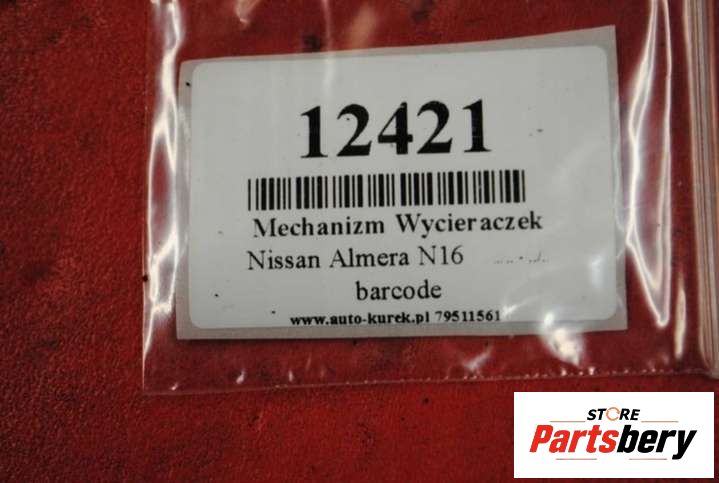 12421
Mechanizm Wycieraczek
Nissan Almera N16
barcode
www.auto-kurek.pl 79511561
STORE
Partsbery